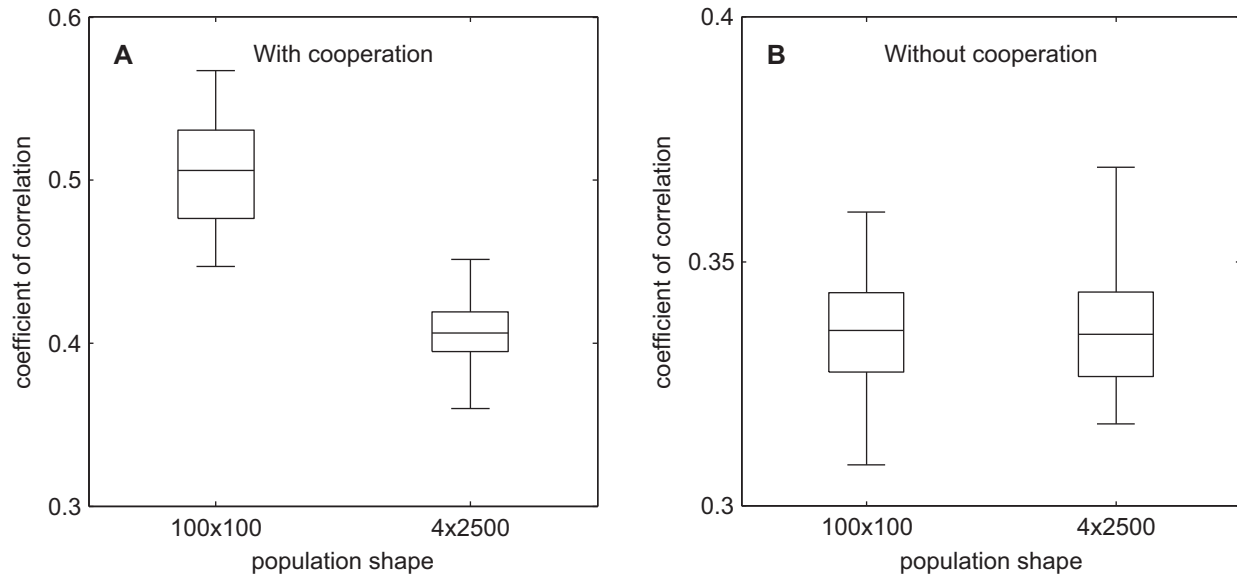 A With cooperation
coefficient of correlation
0.6
0.5
0.4
0.3
100x100 4x2500
population shape
B Without cooperation
coefficient of correlation
0.4
0.35
0.3
100x100 4x2500
population shape